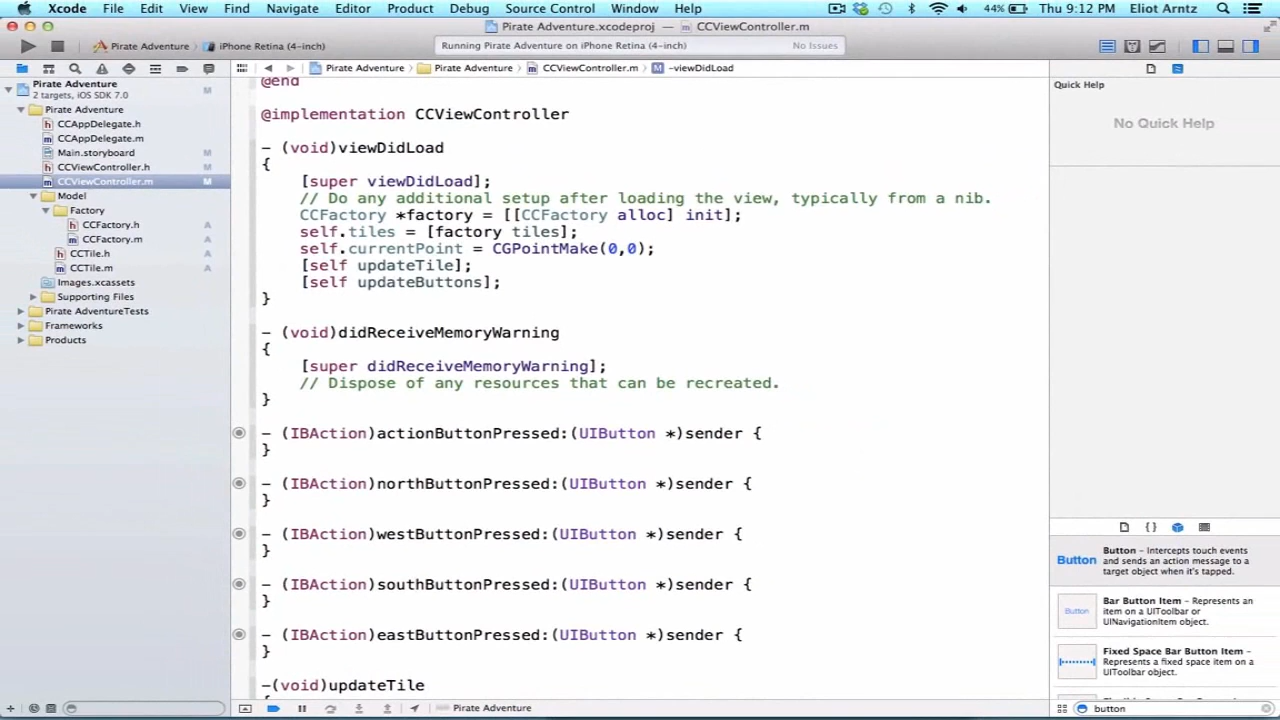 Xcode File Edit View Find Navigate Editor Product Debug Source Control Window Help 44% Thu 9:12 PM Eliot Arntz
Pirate Adventure.xcodeproj — CCViewController.m
Pirate Adventure iPhone Retina (4-inch) Running Pirate Adventure on iPhone Retina (4-inch) No Issues
Pirate Adventure Pirate Adventure CCViewController.m -viewDidLoad
Pirate Adventure M
2 targets, iOS SDK 7.0
Pirate Adventure
CCAppDelegate.h
CCAppDelegate.m
Main.storyboard M
CCViewController.h M
CCViewController.m M
Model
Factory
CCFactory.h A
CCFactory.m A
CCTile.h A
CCTile.m A
Images.xcassets
Supporting Files
Pirate AdventureTests
Frameworks
Products
@end
@implementation CCViewController
- (void)viewDidLoad
{
[super viewDidLoad];
// Do any additional setup after loading the view, typically from a nib.
CCFactory *factory = [[CCFactory alloc] init];
self.tiles = [factory tiles];
self.currentPoint = CGPointMake(0,0);
[self updateTile];
[self updateButtons];
}
- (void)didReceiveMemoryWarning
{
[super didReceiveMemoryWarning];
// Dispose of any resources that can be recreated.
}
- (IBAction)actionButtonPressed:(UIButton *)sender {
}
- (IBAction)northButtonPressed:(UIButton *)sender {
}
- (IBAction)westButtonPressed:(UIButton *)sender {
}
- (IBAction)southButtonPressed:(UIButton *)sender {
}
- (IBAction)eastButtonPressed:(UIButton *)sender {
}
-(void)updateTile
Pirate Adventure
Quick Help
No Quick Help
Button
Button - Intercepts touch events
and sends an action message to a
target object when it's tapped.
Button
Bar Button Item - Represents an
item on a UIToolbar or
UINavigationItem object.
Fixed Space Bar Button Item -
Represents a fixed space item on a
UIToolbar object.
button